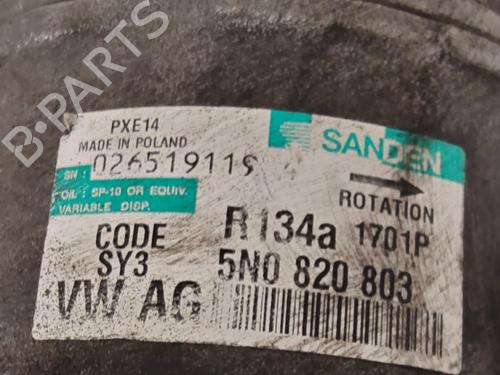 B-PARTS
PXE14
MADE IN POLAND
SN: 026519119
OIL: SP-10 OR EQUIV.
VARIABLE DISP.
SANDEN
ROTATION
CODE
SY3
R134a 1701P
5N0 820 803
VW AG